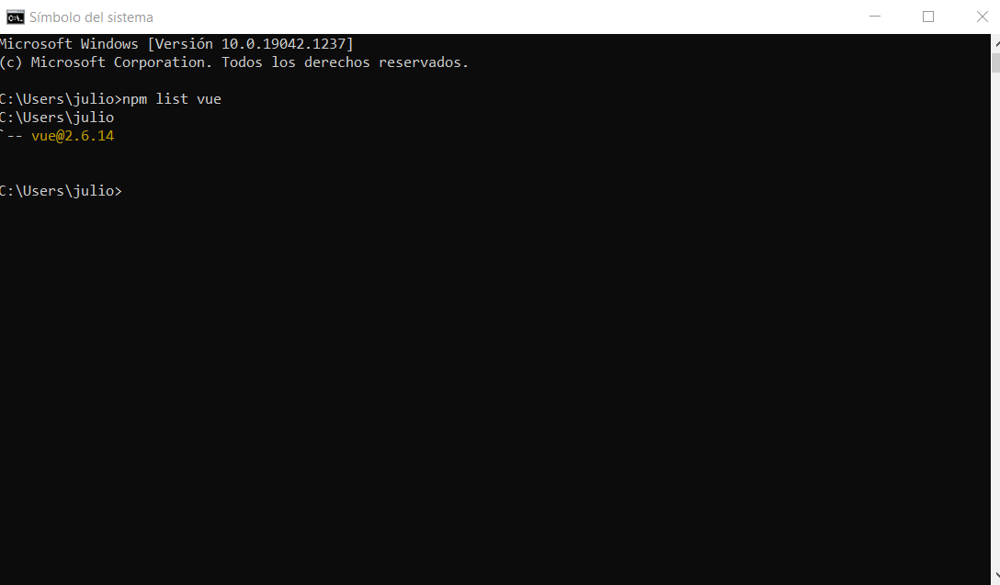 Símbolo del sistema
Microsoft Windows [Versión 10.0.19042.1237]
(c) Microsoft Corporation. Todos los derechos reservados.
C:\Users\julio>npm list vue
C:\Users\julio
`-- vue@2.6.14
C:\Users\julio>